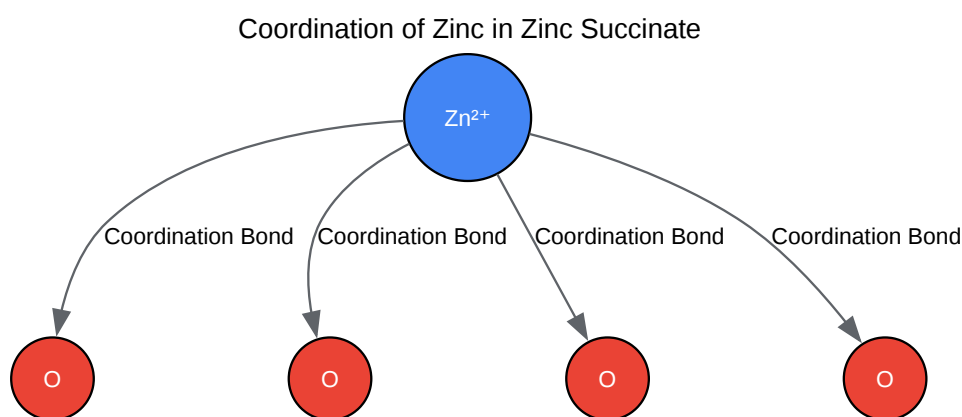 Coordination of Zinc in Zinc Succinate
Zn²⁺
Coordination Bond
Coordination Bond
Coordination Bond
Coordination Bond
O
O
O
O